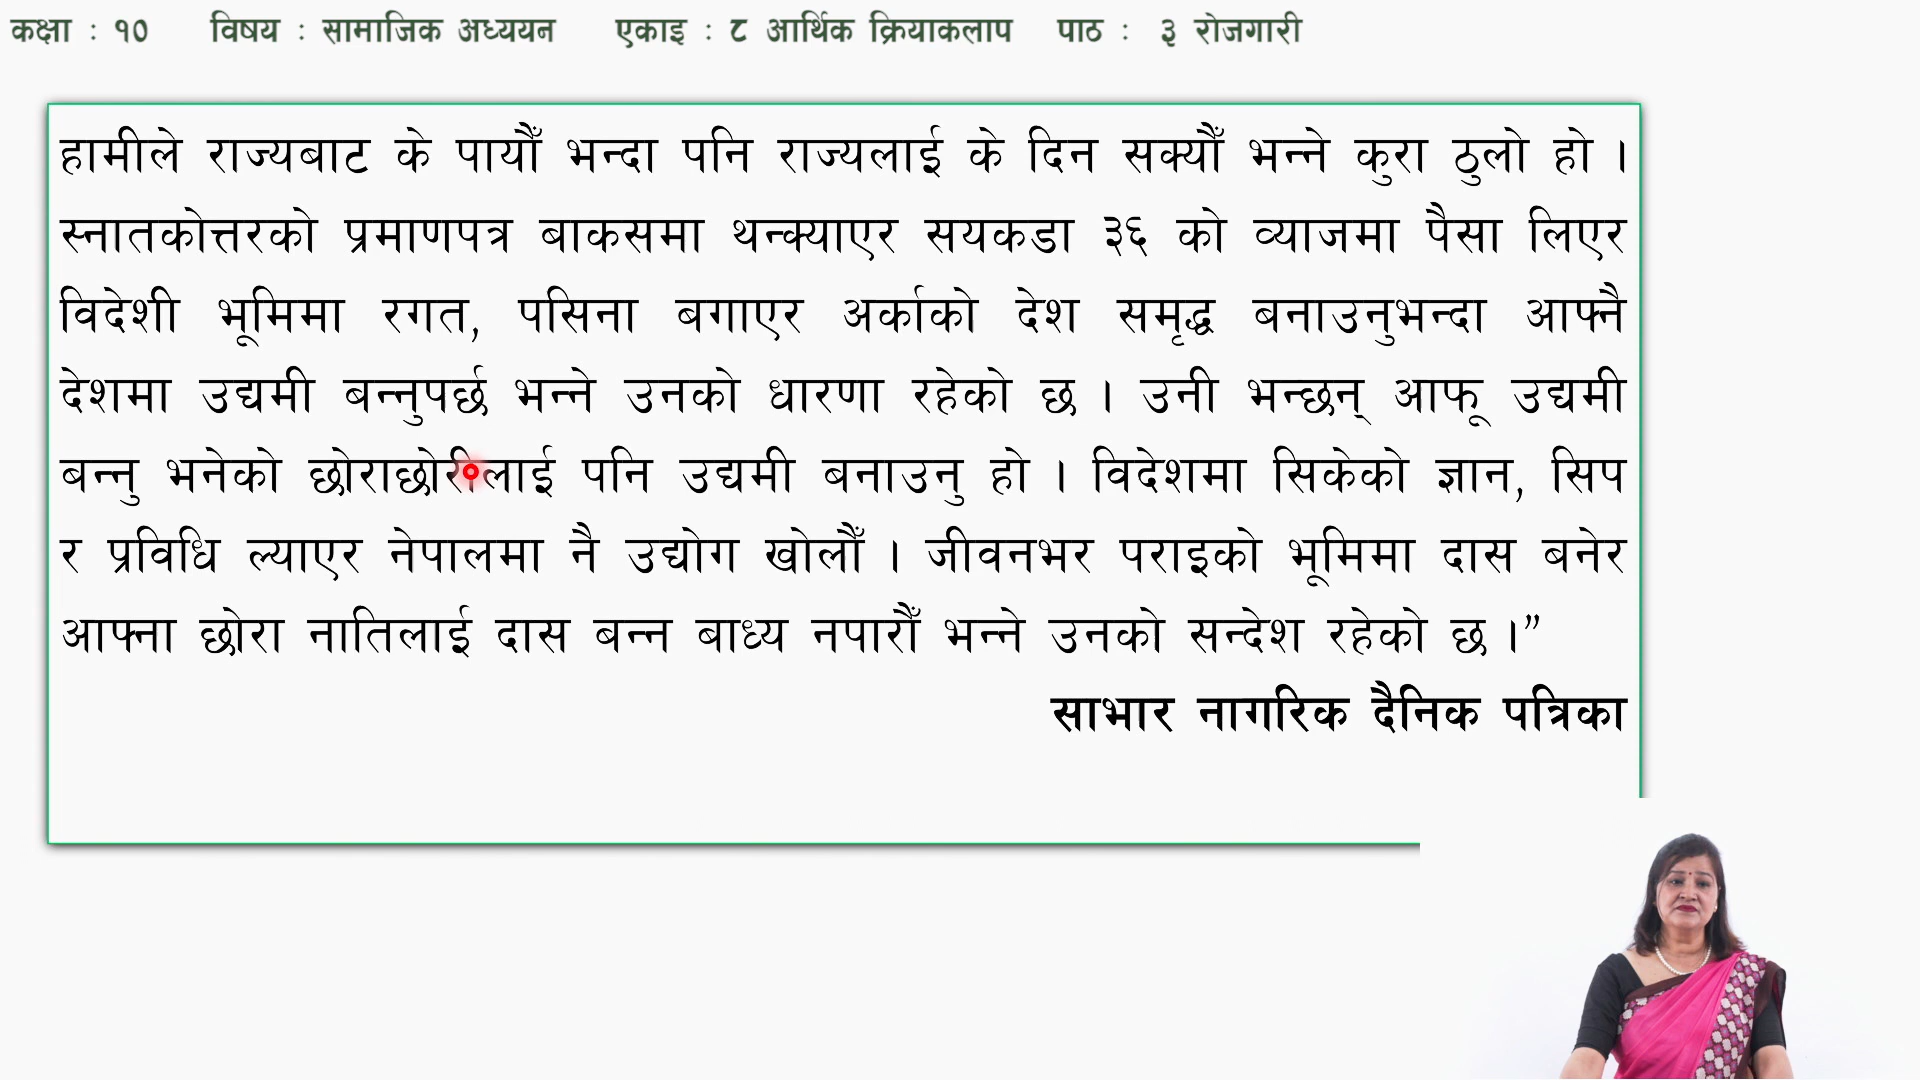 कक्षा : १० विषय : सामाजिक अध्ययन एकाइ : ८ आर्थिक क्रियाकलाप पाठ : ३ रोजगारी
हामीले राज्यबाट के पायौँ भन्दा पनि राज्यलाई के दिन सक्यौँ भन्ने कुरा ठुलो हो ।
स्नातकोत्तरको प्रमाणपत्र बाकसमा थन्क्याएर सयकडा ३६ को व्याजमा पैसा लिएर
विदेशी भूमिमा रगत, पसिना बगाएर अर्काको देश समृद्ध बनाउनुभन्दा आफ्नै
देशमा उद्यमी बन्नुपर्छ भन्ने उनको धारणा रहेको छ । उनी भन्छन् आफू उद्यमी
बन्नु भनेको छोराछोरीलाई पनि उद्यमी बनाउनु हो । विदेशमा सिकेको ज्ञान, सिप
र प्रविधि ल्याएर नेपालमा नै उद्योग खोलौँ । जीवनभर पराइको भूमिमा दास बनेर
आफ्ना छोरा नातिलाई दास बन्न बाध्य नपारौँ भन्ने उनको सन्देश रहेको छ ।”
साभार नागरिक दैनिक पत्रिका